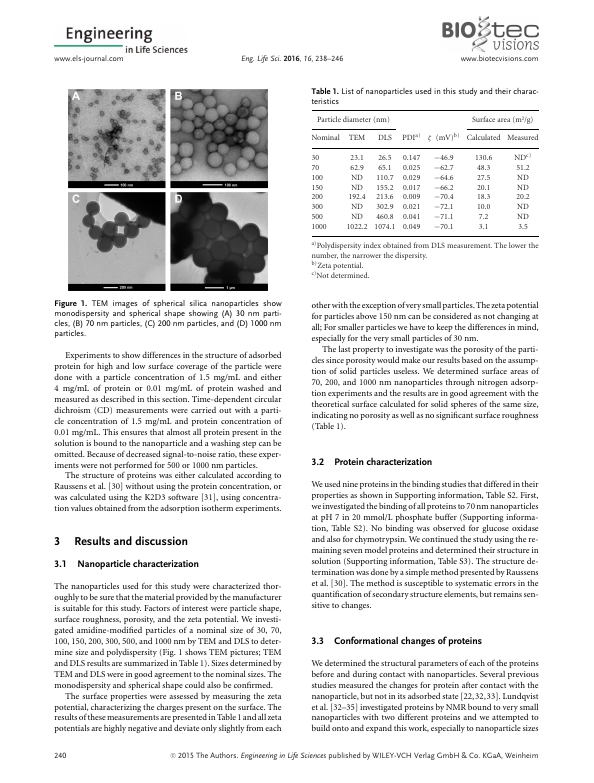 Engineering
in Life Sciences
BIOtec
visions
www.els-journal.com
Eng. Life Sci. 2016, 16, 238–246
www.biotecvisions.com
A
B
C
D
100 nm
100 nm
200 nm
1 µm
Figure 1. TEM images of spherical silica nanoparticles show
monodispersity and spherical shape showing (A) 30 nm parti-
cles, (B) 70 nm particles, (C) 200 nm particles, and (D) 1000 nm
particles.
Experiments to show differences in the structure of adsorbed
protein for high and low surface coverage of the particle were
done with a particle concentration of 1.5 mg/mL and either
4 mg/mL of protein or 0.01 mg/mL of protein washed and
measured as described in this section. Time-dependent circular
dichroism (CD) measurements were carried out with a parti-
cle concentration of 1.5 mg/mL and protein concentration of
0.01 mg/mL. This ensures that almost all protein present in the
solution is bound to the nanoparticle and a washing step can be
omitted. Because of decreased signal-to-noise ratio, these exper-
iments were not performed for 500 or 1000 nm particles.
The structure of proteins was either calculated according to
Raussens et al. [30] without using the protein concentration, or
was calculated using the K2D3 software [31], using concentra-
tion values obtained from the adsorption isotherm experiments.
3 Results and discussion
3.1 Nanoparticle characterization
The nanoparticles used for this study were characterized thor-
oughly to be sure that the material provided by the manufacturer
is suitable for this study. Factors of interest were particle shape,
surface roughness, porosity, and the zeta potential. We investi-
gated amidine-modified particles of a nominal size of 30, 70,
100, 150, 200, 300, 500, and 1000 nm by TEM and DLS to deter-
mine size and polydispersity (Fig. 1 shows TEM pictures; TEM
and DLS results are summarized in Table 1). Sizes determined by
TEM and DLS were in good agreement to the nominal sizes. The
monodispersity and spherical shape could also be confirmed.
The surface properties were assessed by measuring the zeta
potential, characterizing the charges present on the surface. The
results of these measurements are presented in Table 1 and all zeta
potentials are highly negative and deviate only slightly from each
Table 1. List of nanoparticles used in this study and their charac-
teristics
Particle diameter (nm) Surface area (m²/g)
Nominal TEM DLS PDIa) ζ (mV)b) Calculated Measured
30 23.1 26.5 0.147 −46.9 130.6 NDc)
70 62.9 65.1 0.025 −62.7 48.3 51.2
100 ND 110.7 0.029 −64.6 27.5 ND
150 ND 155.2 0.017 −66.2 20.1 ND
200 192.4 213.6 0.009 −70.4 18.3 20.2
300 ND 302.9 0.021 −72.1 10.0 ND
500 ND 460.8 0.041 −71.1 7.2 ND
1000 1022.2 1074.1 0.049 −70.1 3.1 3.5
a)Polydispersity index obtained from DLS measurement. The lower the
number, the narrower the dispersity.
b)Zeta potential.
c)Not determined.
other with the exception of very small particles. The zeta potential
for particles above 150 nm can be considered as not changing at
all; For smaller particles we have to keep the differences in mind,
especially for the very small particles of 30 nm.
The last property to investigate was the porosity of the parti-
cles since porosity would make our results based on the assump-
tion of solid particles useless. We determined surface areas of
70, 200, and 1000 nm nanoparticles through nitrogen adsorp-
tion experiments and the results are in good agreement with the
theoretical surface calculated for solid spheres of the same size,
indicating no porosity as well as no significant surface roughness
(Table 1).
3.2 Protein characterization
We used nine proteins in the binding studies that differed in their
properties as shown in Supporting information, Table S2. First,
we investigated the binding of all proteins to 70 nm nanoparticles
at pH 7 in 20 mmol/L phosphate buffer (Supporting informa-
tion, Table S2). No binding was observed for glucose oxidase
and also for chymotrypsin. We continued the study using the re-
maining seven model proteins and determined their structure in
solution (Supporting information, Table S3). The structure de-
termination was done by a simple method presented by Raussens
et al. [30]. The method is susceptible to systematic errors in the
quantification of secondary structure elements, but remains sen-
sitive to changes.
3.3 Conformational changes of proteins
We determined the structural parameters of each of the proteins
before and during contact with nanoparticles. Several previous
studies measured the changes for protein after contact with the
nanoparticle, but not in its adsorbed state [22,32,33]. Lundqvist
et al. [32–35] investigated proteins by NMR bound to very small
nanoparticles with two different proteins and we attempted to
build onto and expand this work, especially to nanoparticle sizes
240
© 2015 The Authors. Engineering in Life Sciences published by WILEY-VCH Verlag GmbH & Co. KGaA, Weinheim